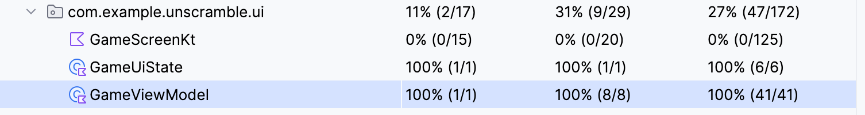 com.example.unscramble.ui 11% (2/17) 31% (9/29) 27% (47/172)
GameScreenKt 0% (0/15) 0% (0/20) 0% (0/125)
GameUiState 100% (1/1) 100% (1/1) 100% (6/6)
GameViewModel 100% (1/1) 100% (8/8) 100% (41/41)